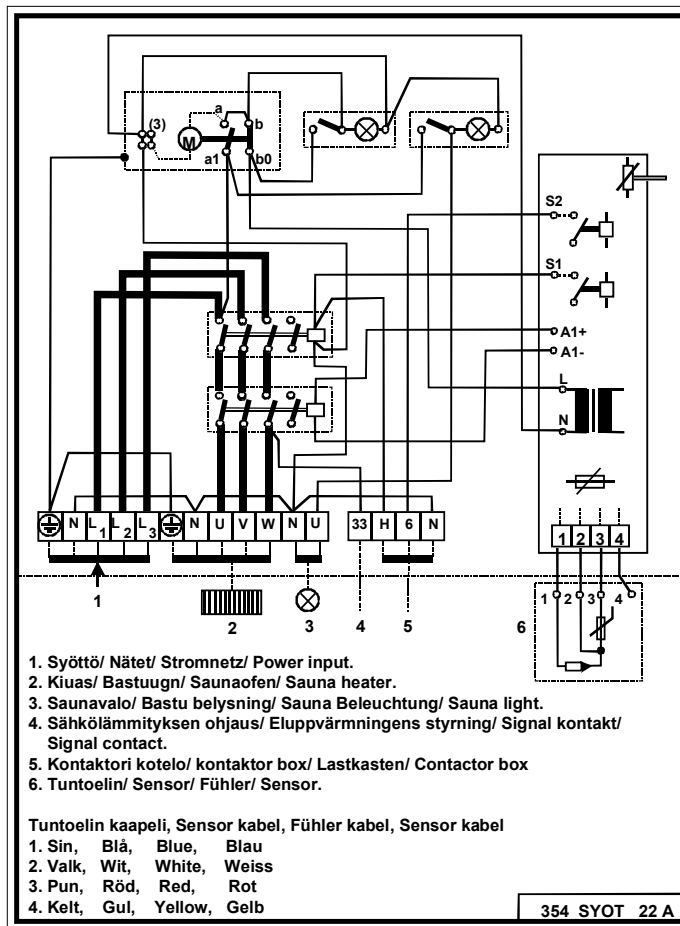 a
(3)
b
M
a1
b0
S2
S1
A1+
A1-
L
N
N L1 L2 L3 N U V W N U
33 H 6 N
1 2 3 4
1 2 3 4
6
1 2 3 4 5
1. Syöttö/ Nätet/ Stromnetz/ Power input.
2. Kiuas/ Bastuugn/ Saunaofen/ Sauna heater.
3. Saunavalo/ Bastu belysning/ Sauna Beleuchtung/ Sauna light.
4. Sähkölämmityksen ohjaus/ Eluppvärmningens styrning/ Signal kontakt/
Signal contact.
5. Kontaktori kotelo/ kontaktor box/ Lastkasten/ Contactor box
6. Tuntoelin/ Sensor/ Fühler/ Sensor.
Tuntoelin kaapeli, Sensor kabel, Fühler kabel, Sensor kabel
1. Sin, Blå, Blue, Blau
2. Valk, Wit, White, Weiss
3. Pun, Röd, Red, Rot
4. Kelt, Gul, Yellow, Gelb
354 SYOT 22 A